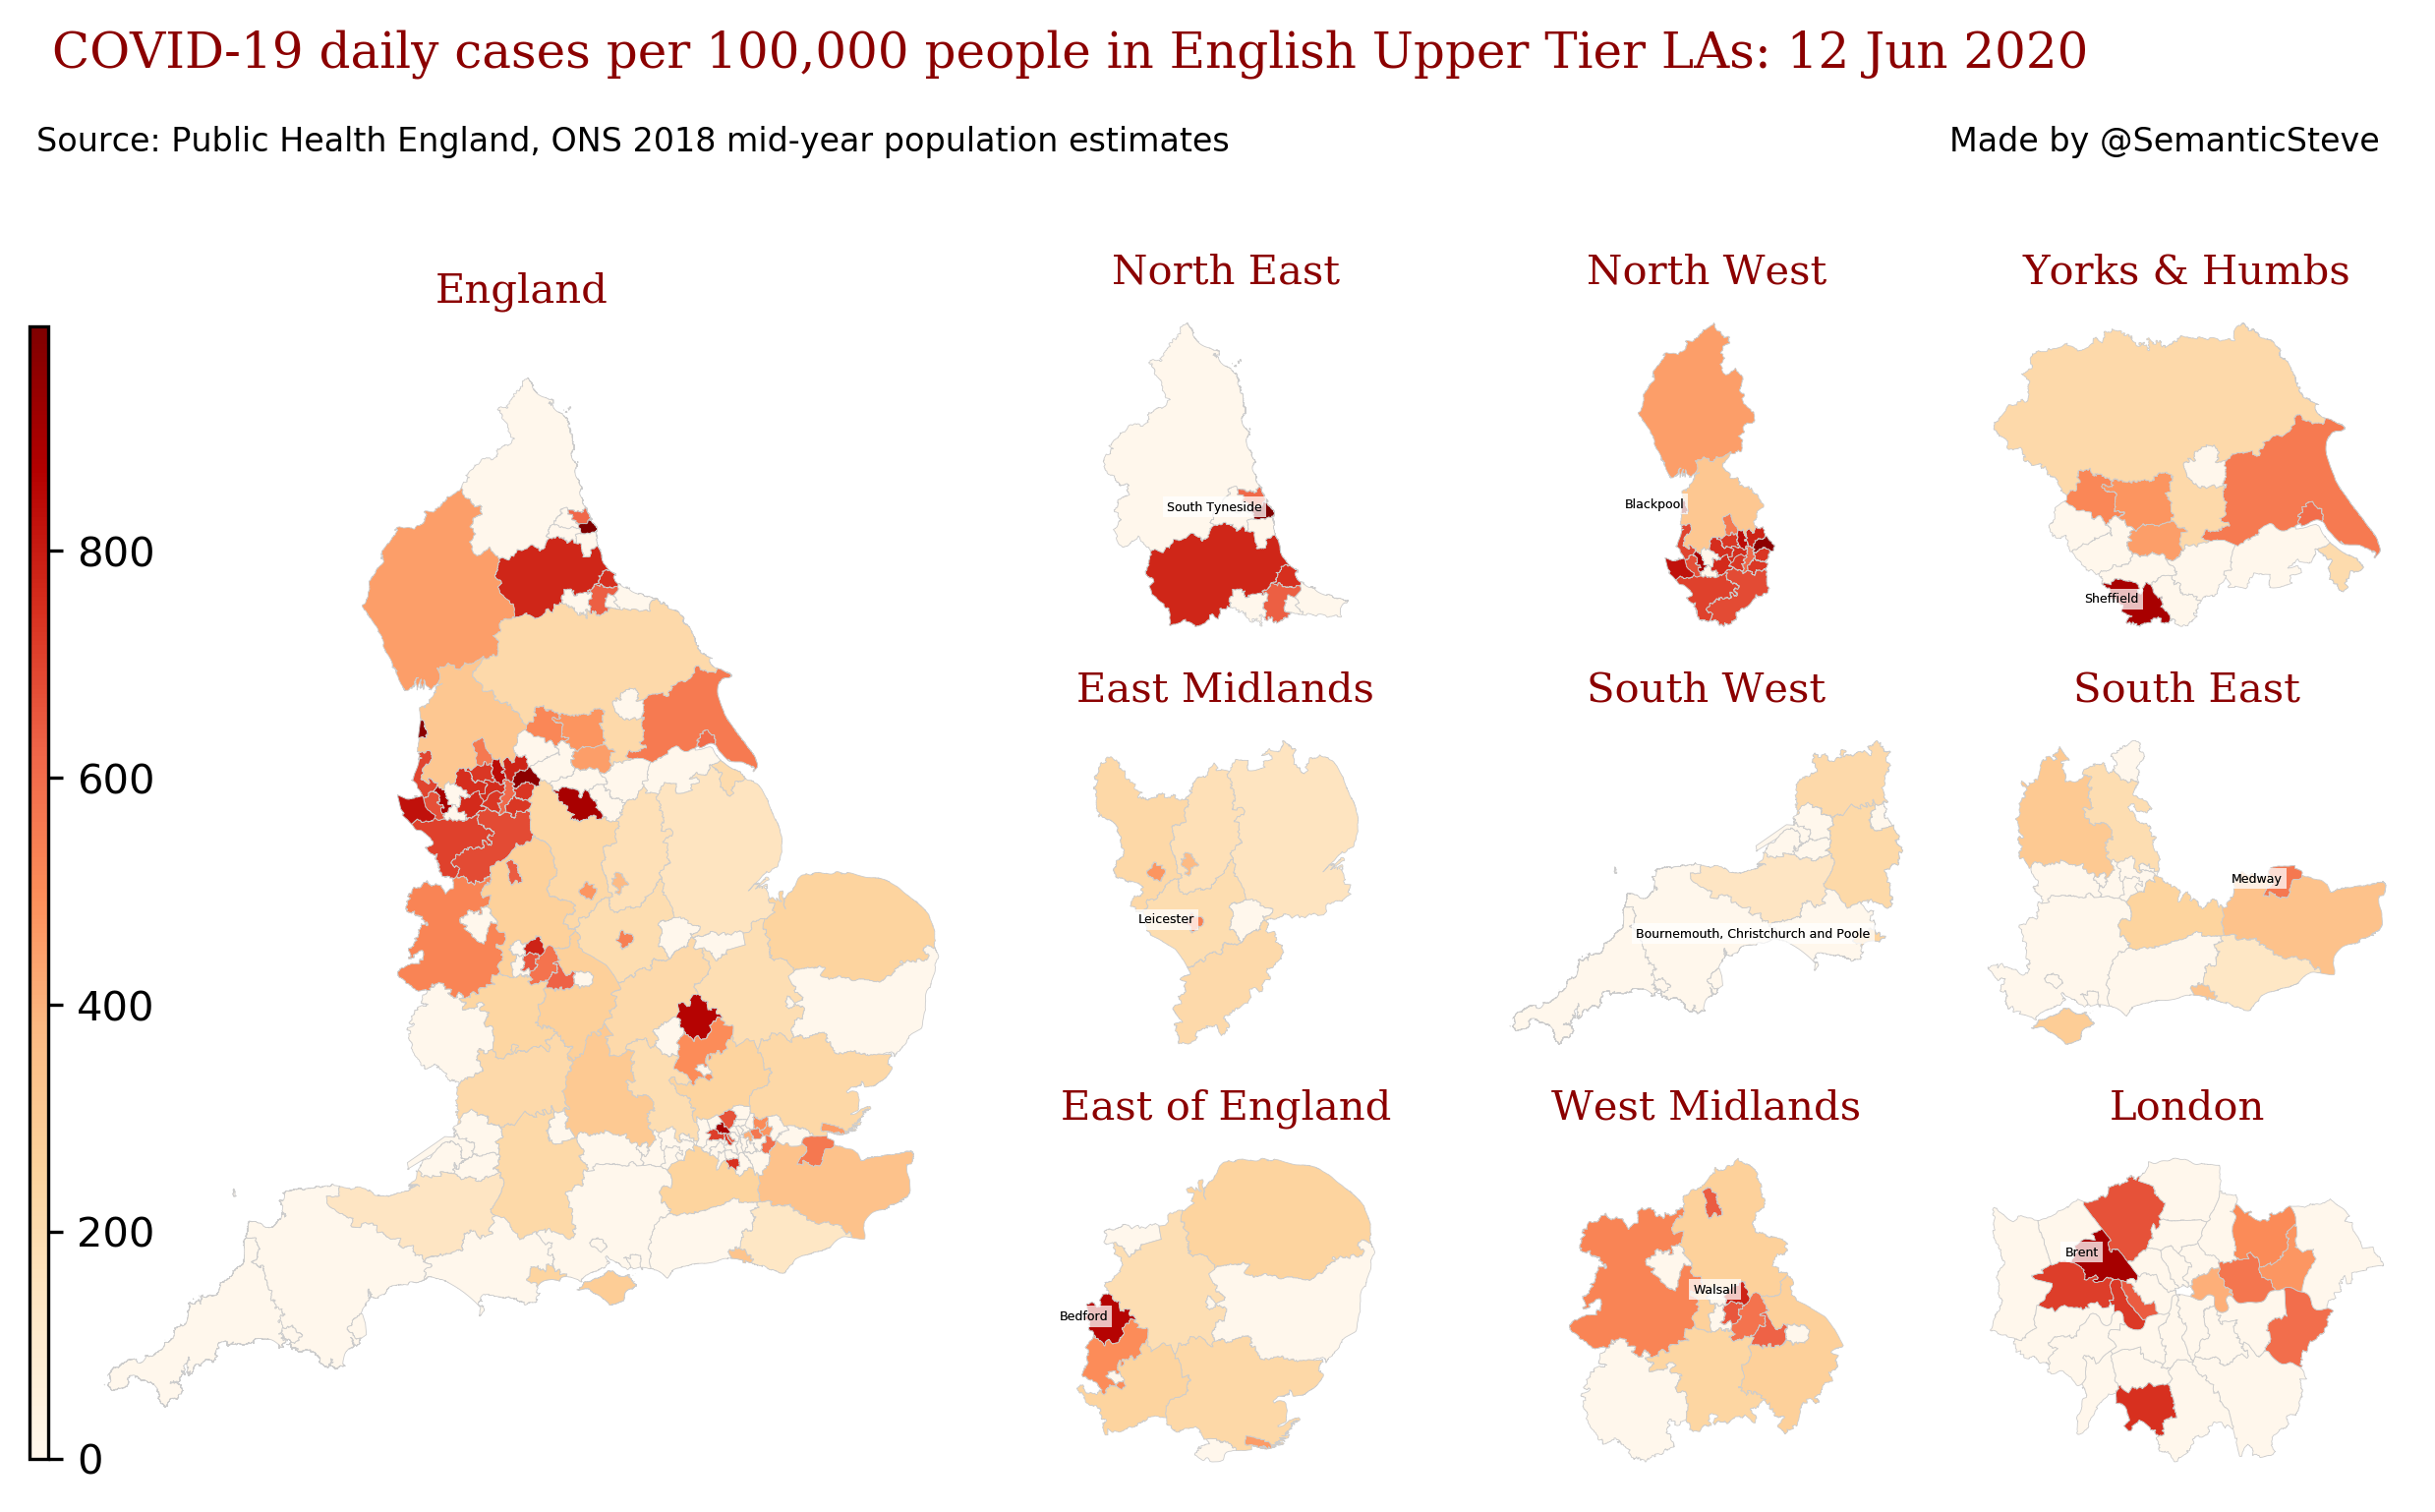 COVID-19 daily cases per 100,000 people in English Upper Tier LAs: 12 Jun 2020
Source: Public Health England, ONS 2018 mid-year population estimates
Made by @SemanticSteve
England
800
600
400
200
0
North East
South Tyneside
North West
Blackpool
Yorks & Humbs
Sheffield
East Midlands
Leicester
South West
Bournemouth, Christchurch and Poole
South East
Medway
East of England
Bedford
West Midlands
Walsall
London
Brent